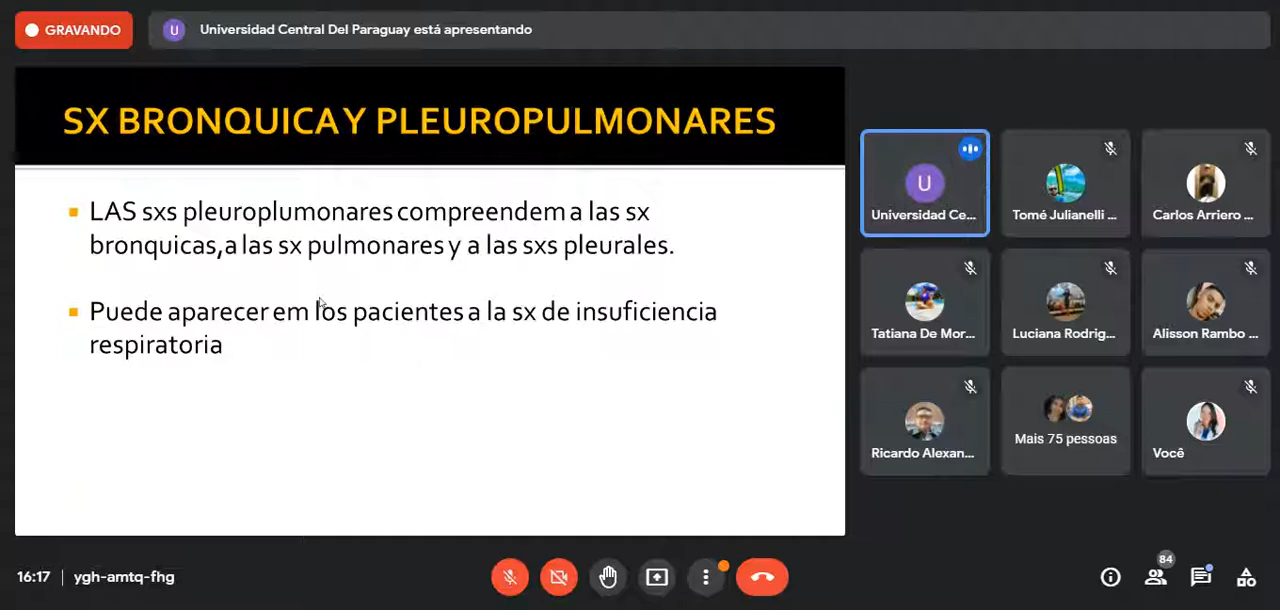 GRAVANDO
U
Universidad Central Del Paraguay está apresentando
SX BRONQUICA Y PLEUROPULMONARES
LAS sxs pleuroplumonares compreendem a las sx
bronquicas,a las sx pulmonares y a las sxs pleurales.
Puede aparecer em los pacientes a la sx de insuficiencia
respiratoria
U
Universidad Ce...
Tomé Julianelli ...
Carlos Arriero ...
Tatiana De Mor...
Luciana Rodrig...
Alisson Rambo ...
Ricardo Alexan...
Mais 75 pessoas
Você
16:17 | ygh-amtq-fhg
84